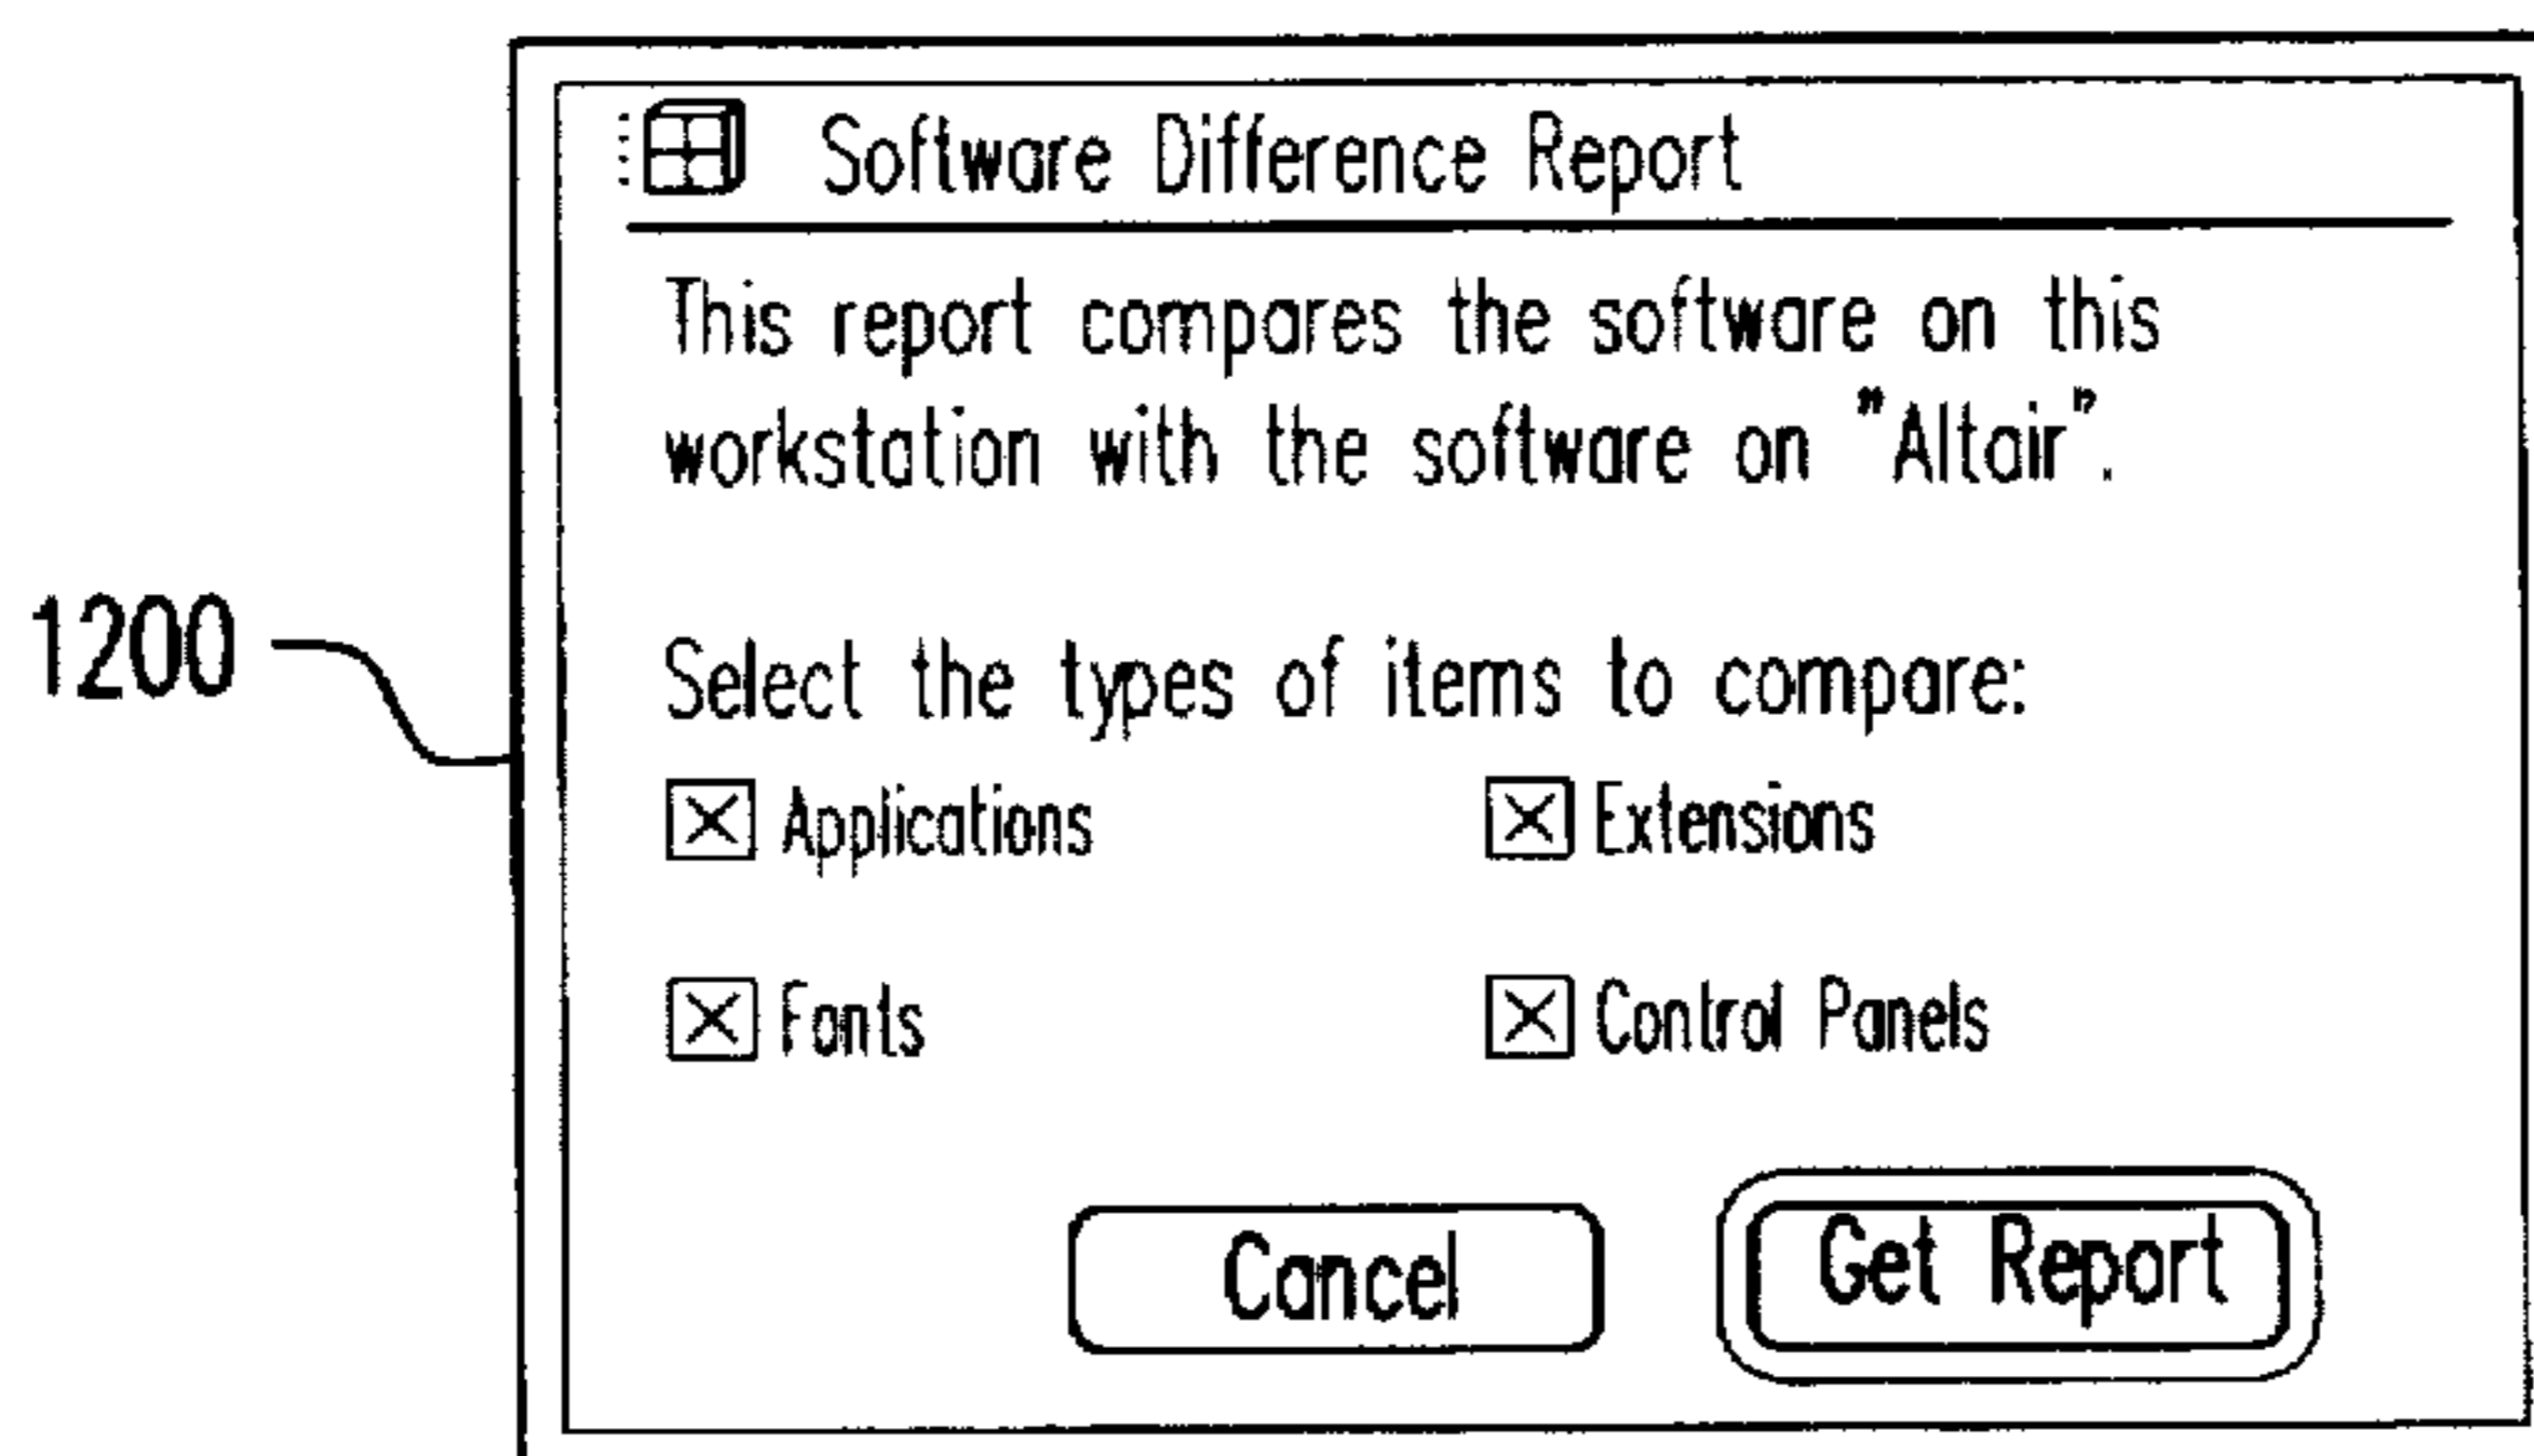 Software Difference Report
This report compares the software on this
workstation with the software on "Altair".
1200
Select the types of items to compare:
Applications Extensions
Fonts Control Panels
Cancel Get Report